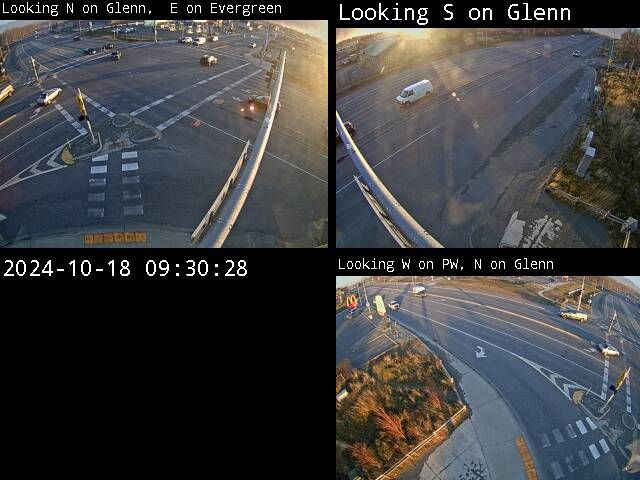 Looking N on Glenn,  E on Evergreen
Looking S on Glenn
2024-10-18 09:30:28
Looking W on PW, N on Glenn